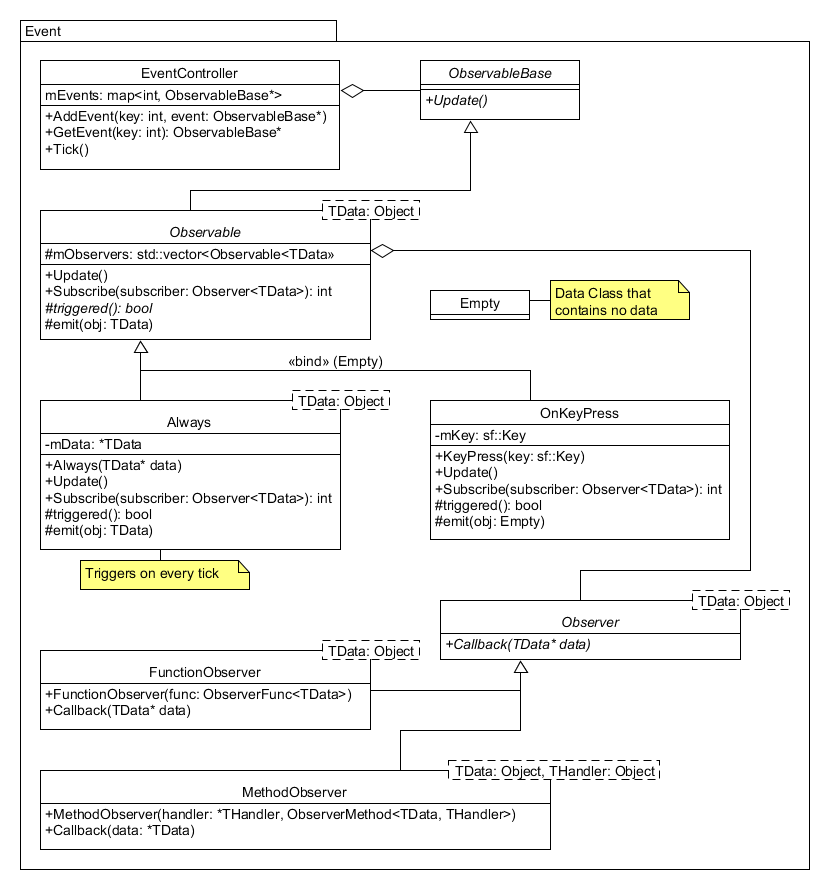 Event
EventController
mEvents: map<int, ObservableBase*>
+AddEvent(key: int, event: ObservableBase*)
+GetEvent(key: int): ObservableBase*
+Tick()
ObservableBase
+Update()
TData: Object
Observable
#mObservers: std::vector<Observable<TData»
+Update()
+Subscribe(subscriber: Observer<TData>): int
#triggered(): bool
#emit(obj: TData)
Empty
Data Class that
contains no data
«bind» (Empty)
TData: Object
Always
-mData: *TData
+Always(TData* data)
+Update()
+Subscribe(subscriber: Observer<TData>): int
#triggered(): bool
#emit(obj: TData)
Triggers on every tick
OnKeyPress
-mKey: sf::Key
+KeyPress(key: sf::Key)
+Update()
+Subscribe(subscriber: Observer<TData>): int
#triggered(): bool
#emit(obj: Empty)
TData: Object
Observer
+Callback(TData* data)
TData: Object
FunctionObserver
+FunctionObserver(func: ObserverFunc<TData>)
+Callback(TData* data)
TData: Object, THandler: Object
MethodObserver
+MethodObserver(handler: *THandler, ObserverMethod<TData, THandler>)
+Callback(data: *TData)